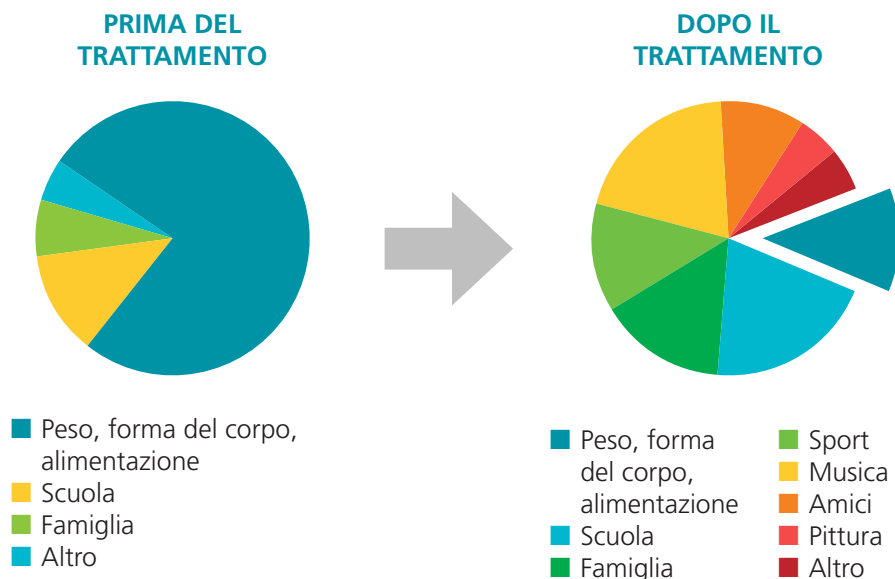 PRIMA DEL
TRATTAMENTO
Peso, forma del corpo,
alimentazione
Scuola
Famiglia
Altro
DOPO IL
TRATTAMENTO
Peso, forma
del corpo,
alimentazione
Scuola
Famiglia
Sport
Musica
Amici
Pittura
Altro